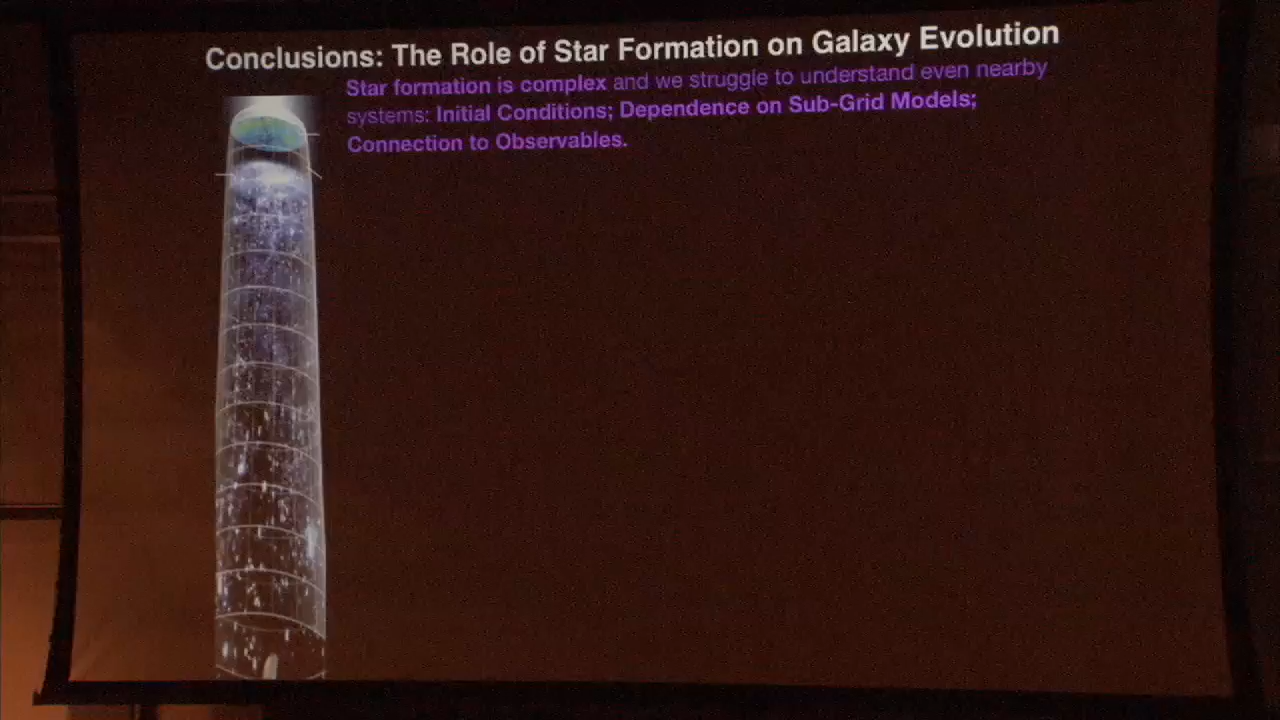 Conclusions: The Role of Star Formation on Galaxy Evolution
Star formation is complex and we struggle to understand even nearby
systems: Initial Conditions; Dependence on Sub-Grid Models;
Connection to Observables.